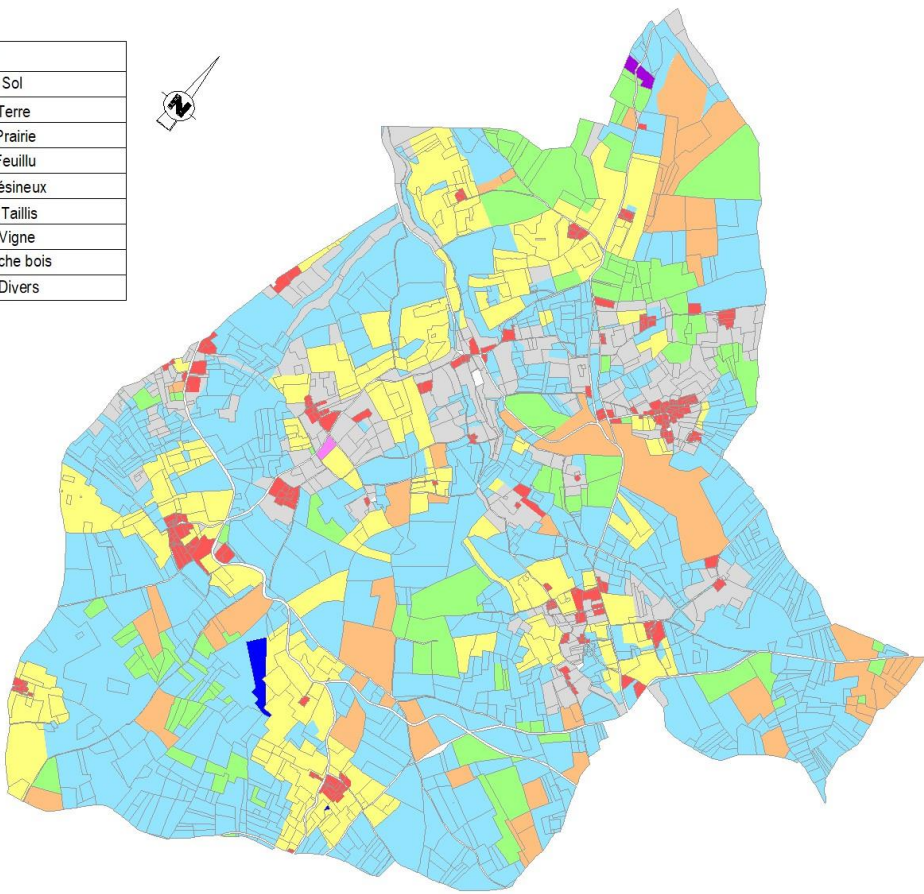 Sol
Terre
Prairie
Feuillu
ésineux
Taillis
Vigne
che bois
Divers
N